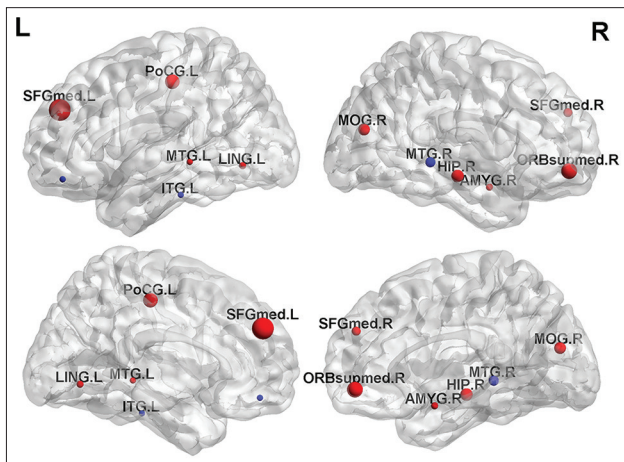 L
R
PoCG.L
SFGmed.L
MTG.L
LING.L
ITG.L
SFGmed.R
MOG.R
MTG.R
ORBsupmed.R
HIP.R
AMYG.R
PoCG.L
SFGmed.L
LING.L
MTG.L
ITG.L
SFGmed.R
MOG.R
ORBsupmed.R
MTG.R
HIP.R
AMYG.R